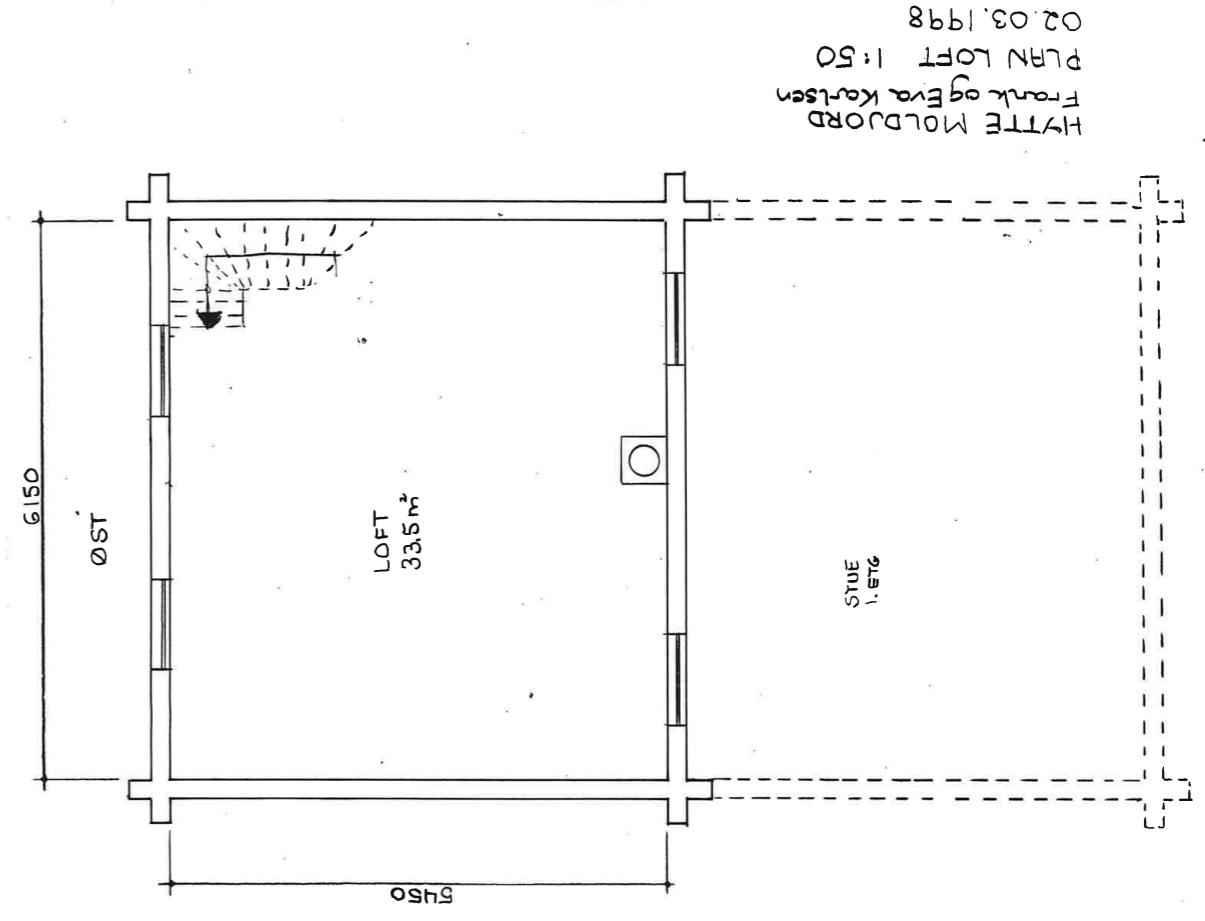 HYTTE MOLDJORD
Frank og Eva Karlsen
PLAN LOFT 1:50
02.03.1998
6150
ØST
LOFT
33,5 m²
STUE
1. ETG
5450